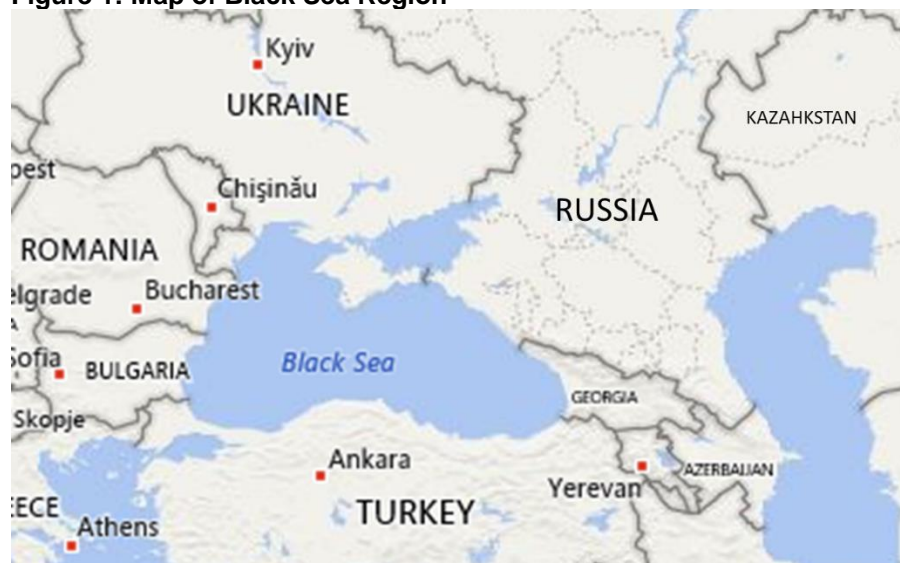 Figure 1: Map of Black Sea Region
Kyiv
UKRAINE
KAZAHKSTAN
pest
Chişinău
RUSSIA
ROMANIA
elgrade
Bucharest
Sofia
BULGARIA
Black Sea
GEORGIA
Skopje
Ankara
AZERBAIJAN
Yerevan
ECE
TURKEY
Athens